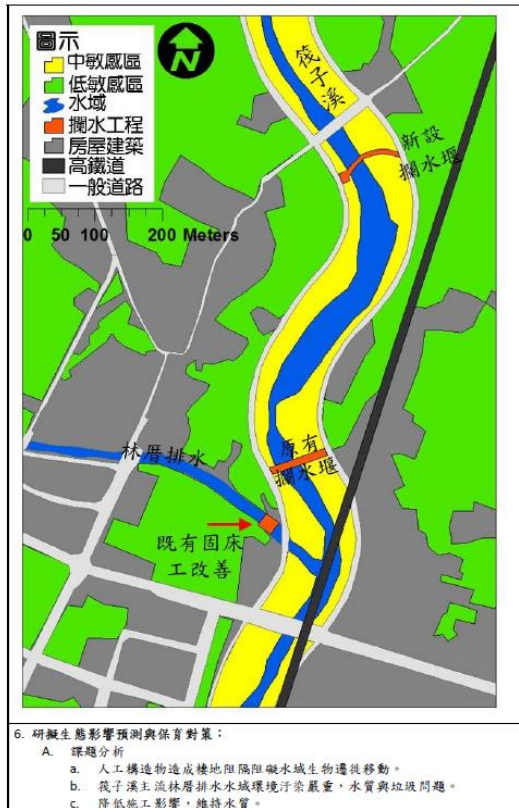 圖示
中敏感區
低敏感區
水域
攔水工程
房屋建築
高鐵道
一般道路
N
0 50 100 200 Meters
筏子溪
新設
攔水堰
林厝排水
原有
攔水堰
既有固床
工改善
6. 研擬生態影響預測與保育對策：
A. 課題分析
a. 人工構造物造成棲地阻隔阻礙水域生物遷徙移動。
b. 筏子溪主流林厝排水水域環境汙染嚴重，水質與垃圾問題。
c. 降低施工影響，維持水質。